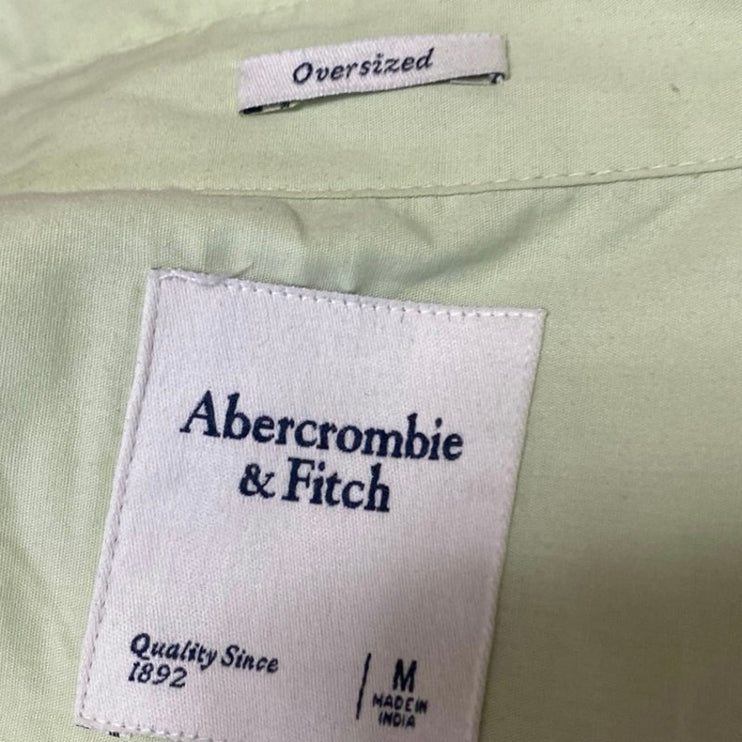 Oversized
Abercrombie
& Fitch
Quality Since
1892
M
MADE IN
INDIA